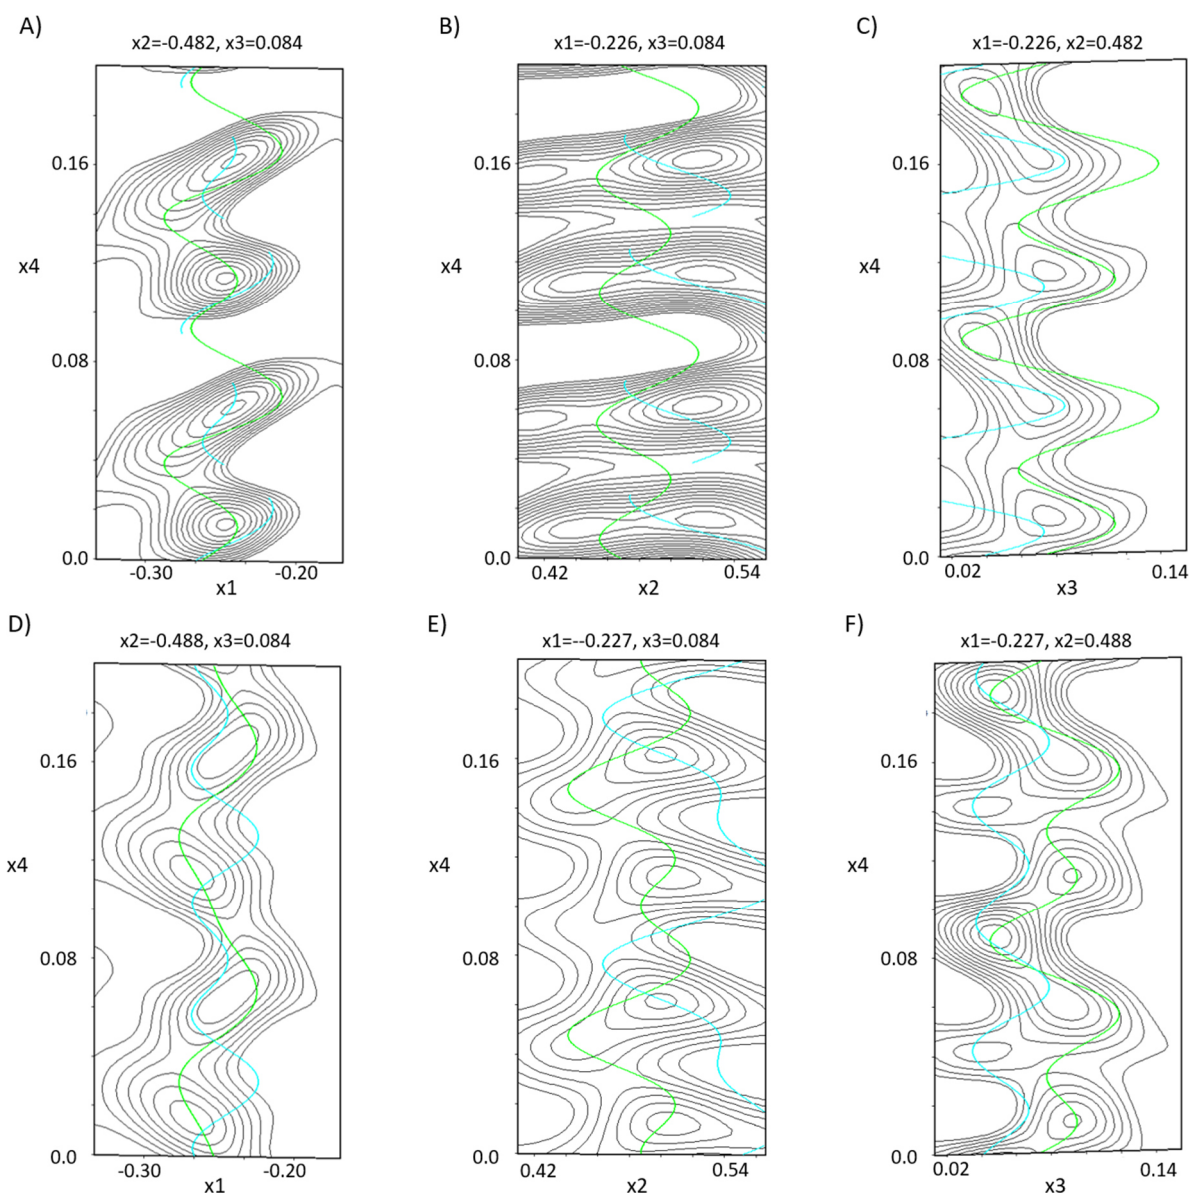 A)
x2=-0.482, x3=0.084
0.16
x4
0.08
0.0
-0.30
-0.20
x1
B)
x1=-0.226, x3=0.084
0.16
x4
0.08
0.0
0.42
0.54
x2
C)
x1=-0.226, x2=0.482
0.16
x4
0.08
0.0
0.02
0.14
x3
D)
x2=-0.488, x3=0.084
0.16
x4
0.08
0.0
-0.30
-0.20
x1
E)
x1=--0.227, x3=0.084
0.16
x4
0.08
0.0
0.42
0.54
x2
F)
x1=-0.227, x2=0.488
0.16
x4
0.08
0.0
0.02
0.14
x3